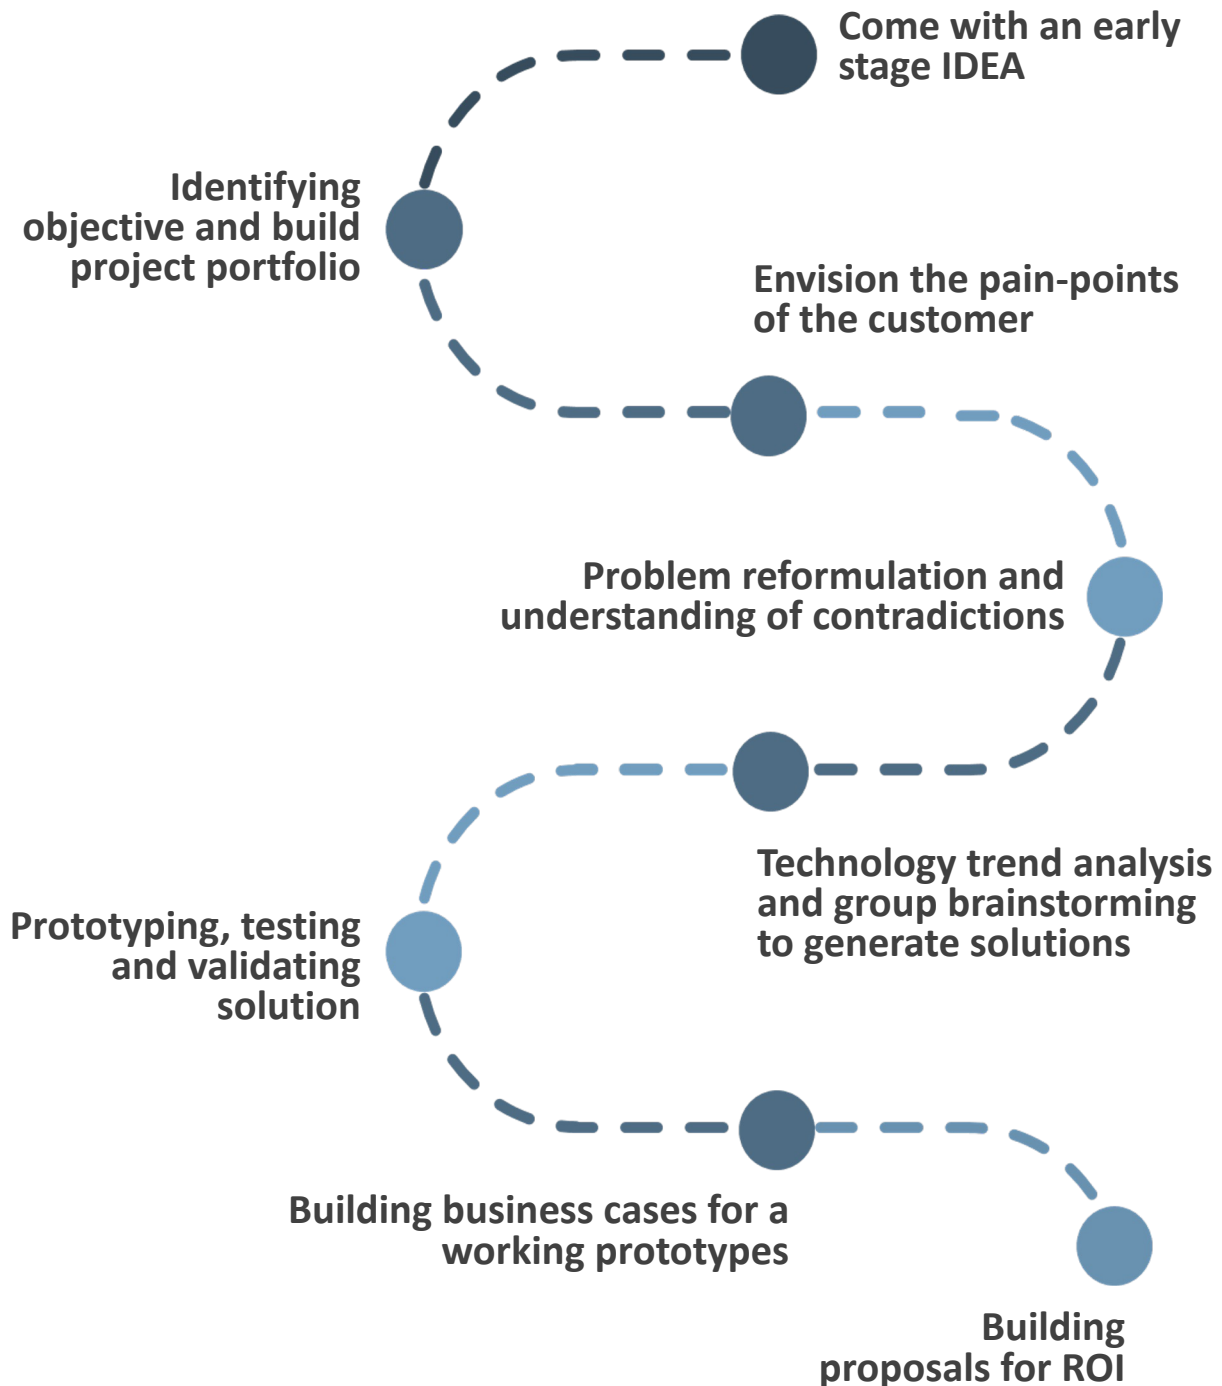 Come with an early
stage IDEA
Identifying
objective and build
project portfolio
Envision the pain-points
of the customer
Problem reformulation and
understanding of contradictions
Technology trend analysis
and group brainstorming
to generate solutions
Prototyping, testing
and validating
solution
Building business cases for a
working prototypes
Building
proposals for ROI